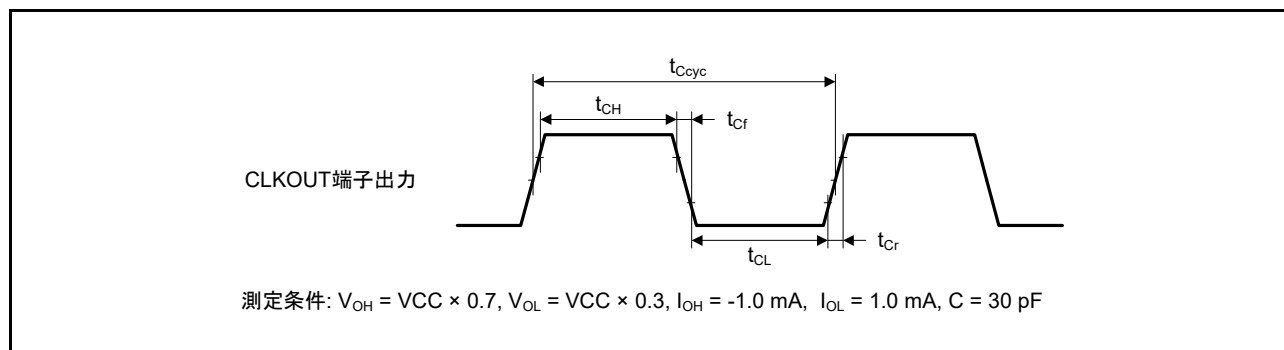 tCcyc
tCH
tCf
CLKOUT端子出力
tCL
tCr
測定条件: VOH = VCC × 0.7, VOL = VCC × 0.3, IOH = -1.0 mA, IOL = 1.0 mA, C = 30 pF